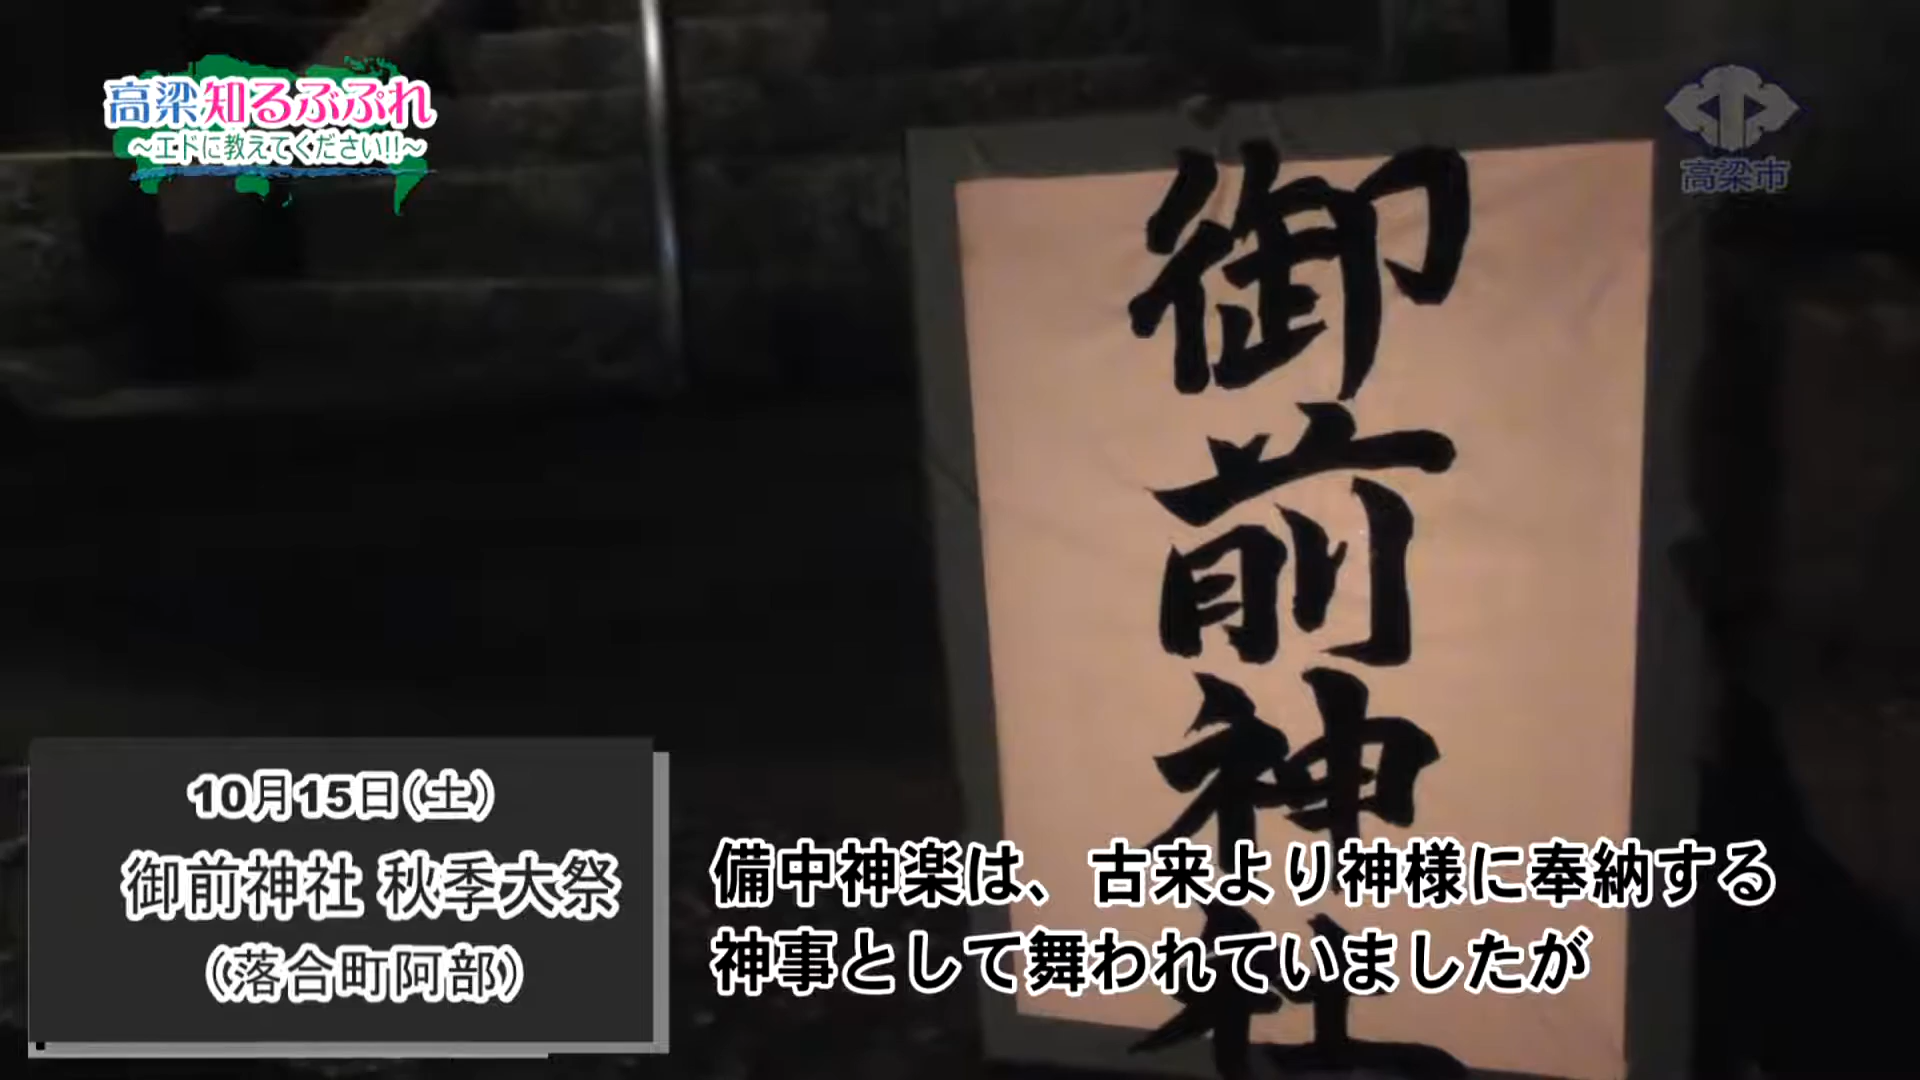 高梁 知るぶぷれ
~エドに教えてください!!~
高梁市
御前神社
10月15日(土)
御前神社 秋季大祭
(落合町阿部)
備中神楽は、古来より神様に奉納する
神事として舞われていましたが